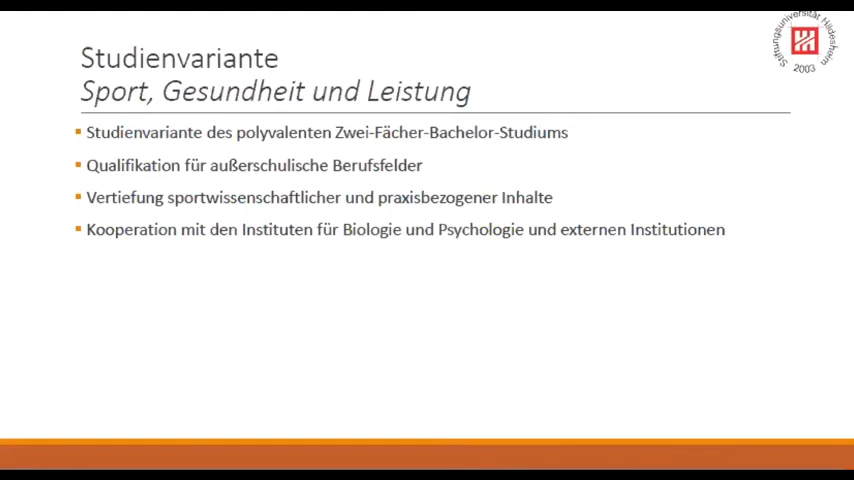 Stiftungsuniversität Hildesheim
2003
Studienvariante
Sport, Gesundheit und Leistung
Studienvariante des polyvalenten Zwei-Fächer-Bachelor-Studiums
Qualifikation für außerschulische Berufsfelder
Vertiefung sportwissenschaftlicher und praxisbezogener Inhalte
Kooperation mit den Instituten für Biologie und Psychologie und externen Institutionen